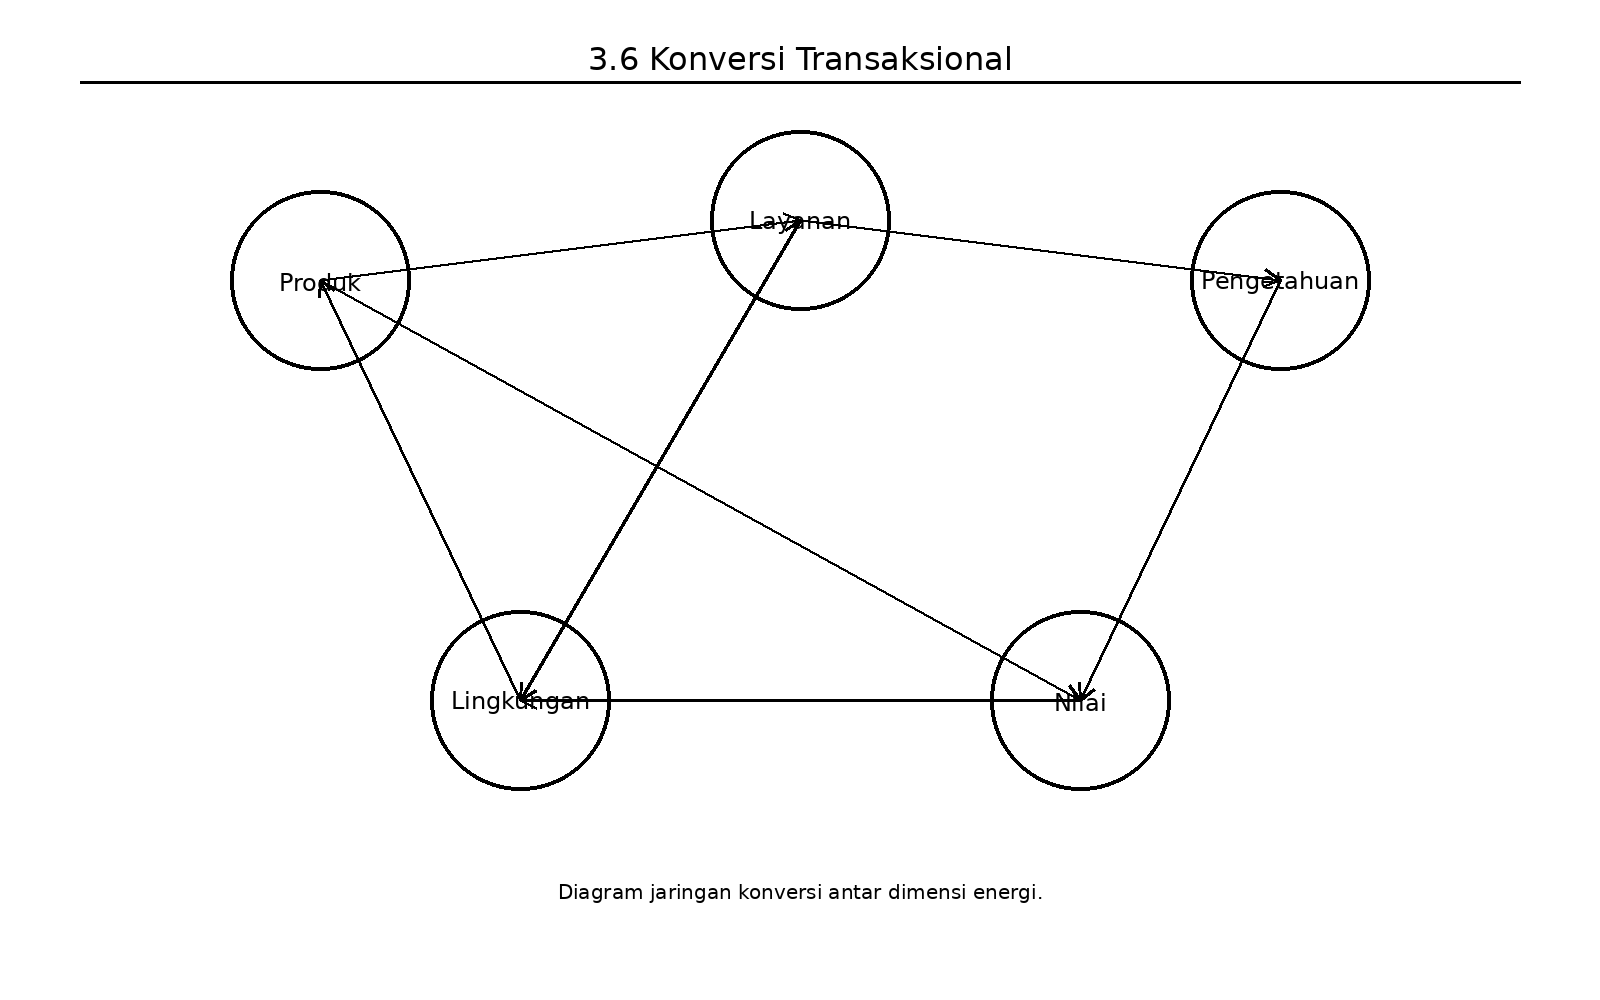 3.6 Konversi Transaksional
Layanan
Produk
Pengetahuan
Lingkungan
Nilai
Diagram jaringan konversi antar dimensi energi.